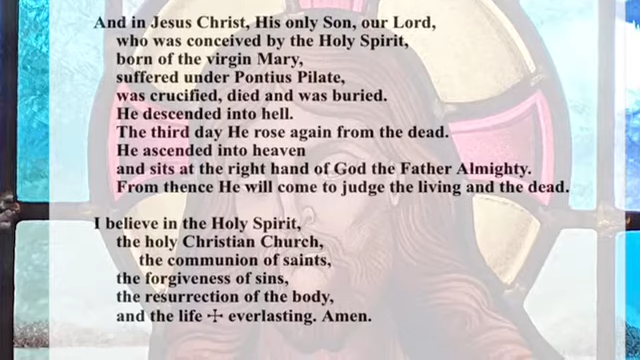 And in Jesus Christ, His only Son, our Lord,
who was conceived by the Holy Spirit,
born of the virgin Mary,
suffered under Pontius Pilate,
was crucified, died and was buried.
He descended into hell.
The third day He rose again from the dead.
He ascended into heaven
and sits at the right hand of God the Father Almighty.
From thence He will come to judge the living and the dead.
I believe in the Holy Spirit,
the holy Christian Church,
the communion of saints,
the forgiveness of sins,
the resurrection of the body,
and the life ☩ everlasting. Amen.